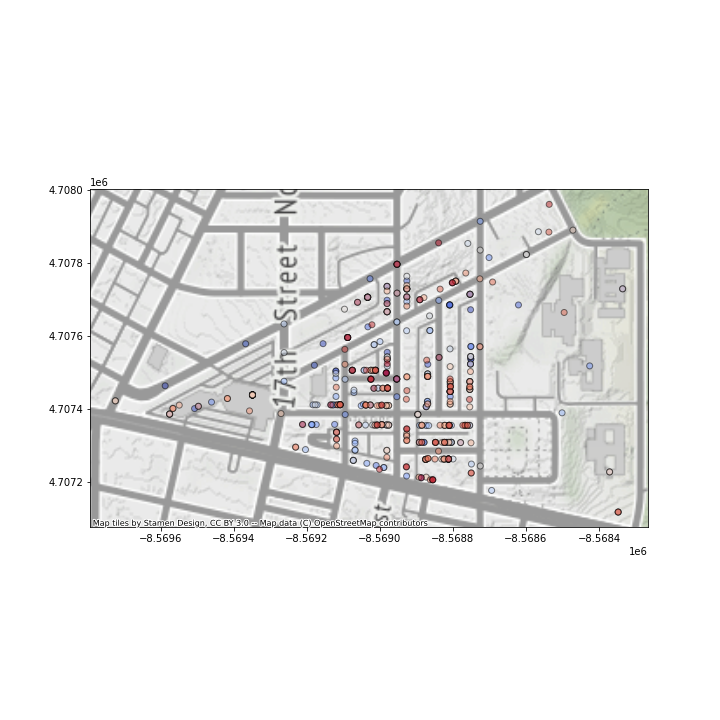 1e6
4.7080
4.7078
4.7076
4.7074
4.7072
17th Street No
st
Map tiles by Stamen Design, CC BY 3.0 -- Map data (C) OpenStreetMap contributors
−8.5696 −8.5694 −8.5692 −8.5690 −8.5688 −8.5686 −8.5684
1e6